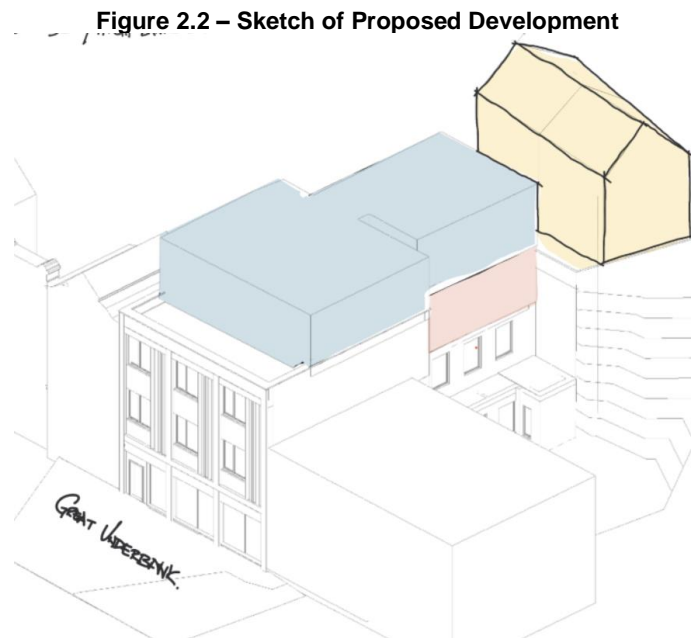 Figure 2.2 – Sketch of Proposed Development
GREAT UNDERBANK.